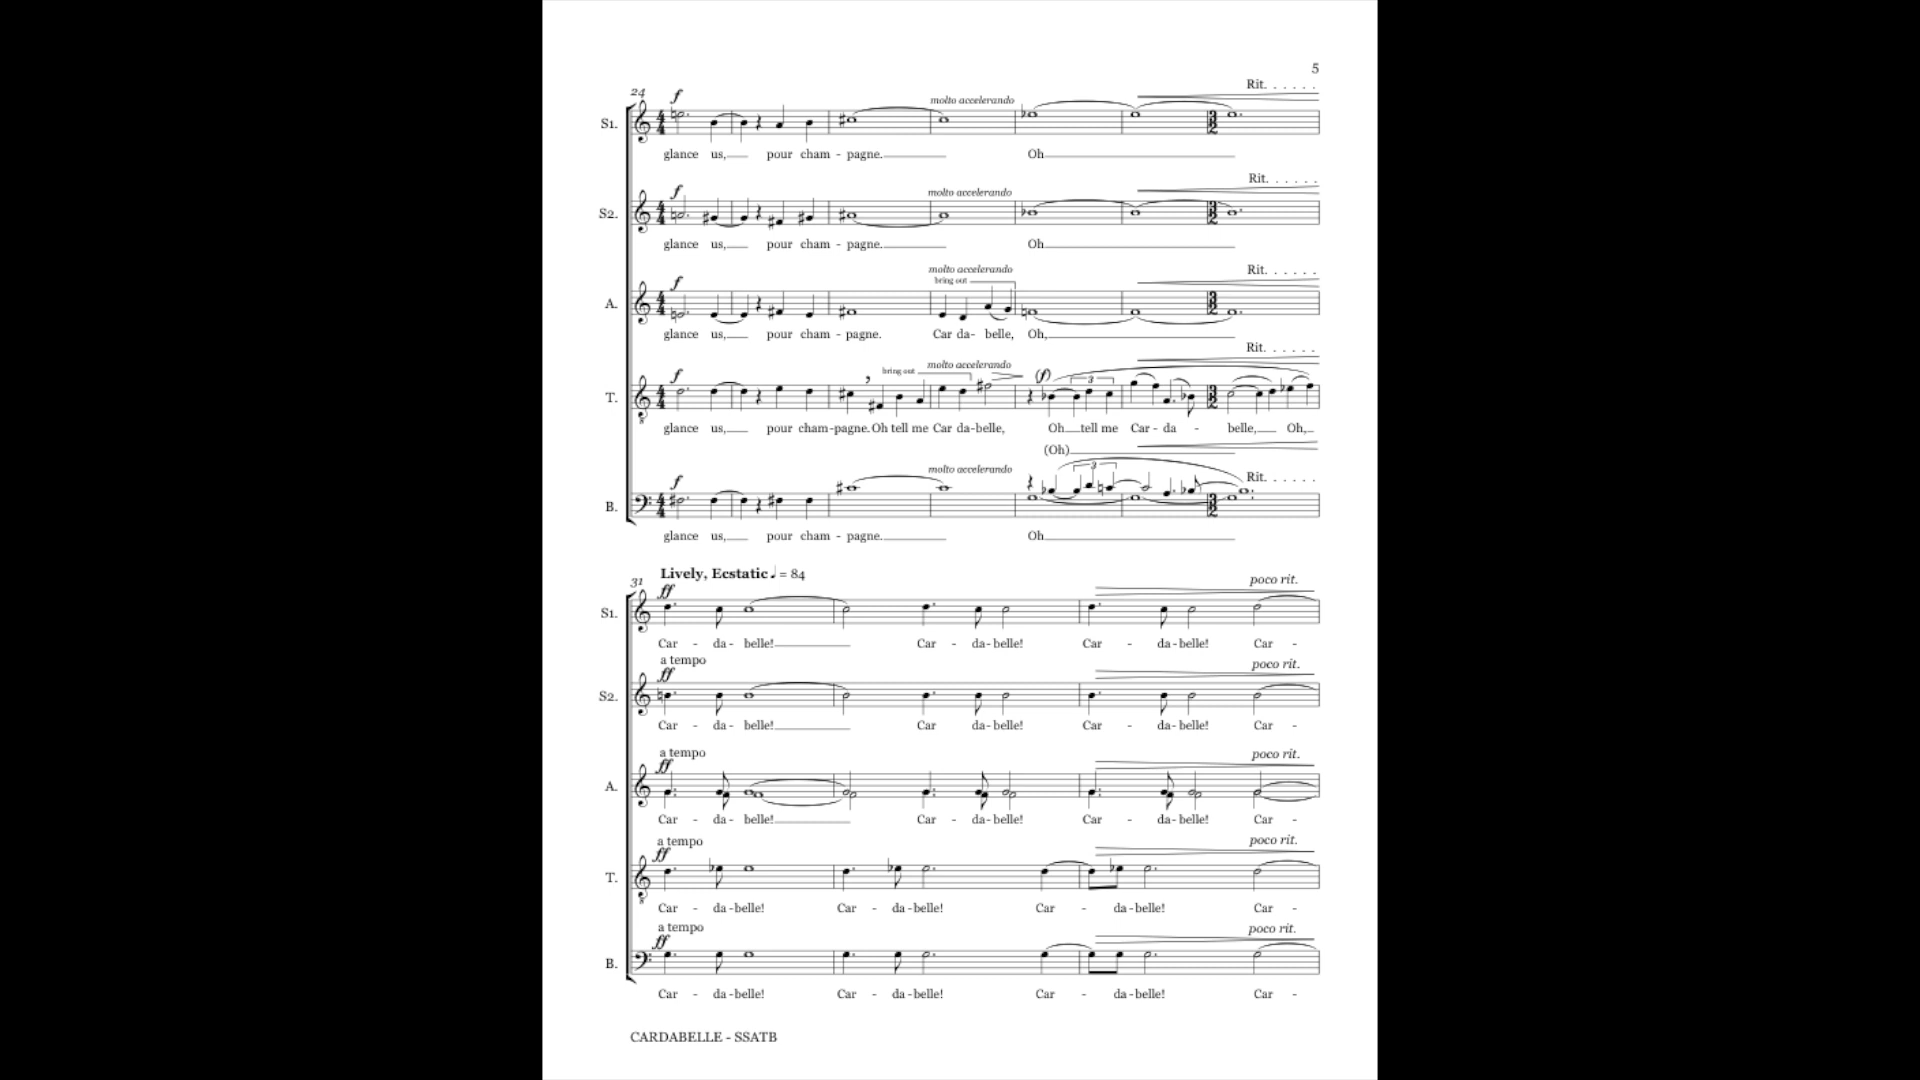 5
24 f Rit. . . . . .
molto accelerando
S1.
glance us, pour cham - pagne. Oh
Rit. . . . . .
f molto accelerando
S2.
glance us, pour cham - pagne. Oh
f molto accelerando Rit. . . . . .
bring out
A.
glance us, pour cham - pagne. Car da- belle, Oh,
Rit. . . . . .
f bring out molto accelerando (f) 3
T.
glance us, pour cham-pagne. Oh tell me Car da-belle, Oh tell me Car - da - belle, Oh,
(Oh)
f molto accelerando 3 Rit. . . . . .
B.
glance us, pour cham - pagne. Oh
Lively, Ecstatic ♩ = 84
31 ff poco rit.
S1.
Car - da - belle! Car - da - belle! Car - da - belle! Car -
a tempo poco rit.
ff
S2.
Car - da - belle! Car da - belle! Car - da - belle! Car -
a tempo poco rit.
ff
A.
Car - da - belle! Car - da - belle! Car - da - belle! Car -
a tempo poco rit.
ff
T.
Car - da - belle! Car - da - belle! Car - da - belle! Car -
a tempo poco rit.
ff
B.
Car - da - belle! Car - da - belle! Car - da - belle! Car -
CARDABELLE - SSATB